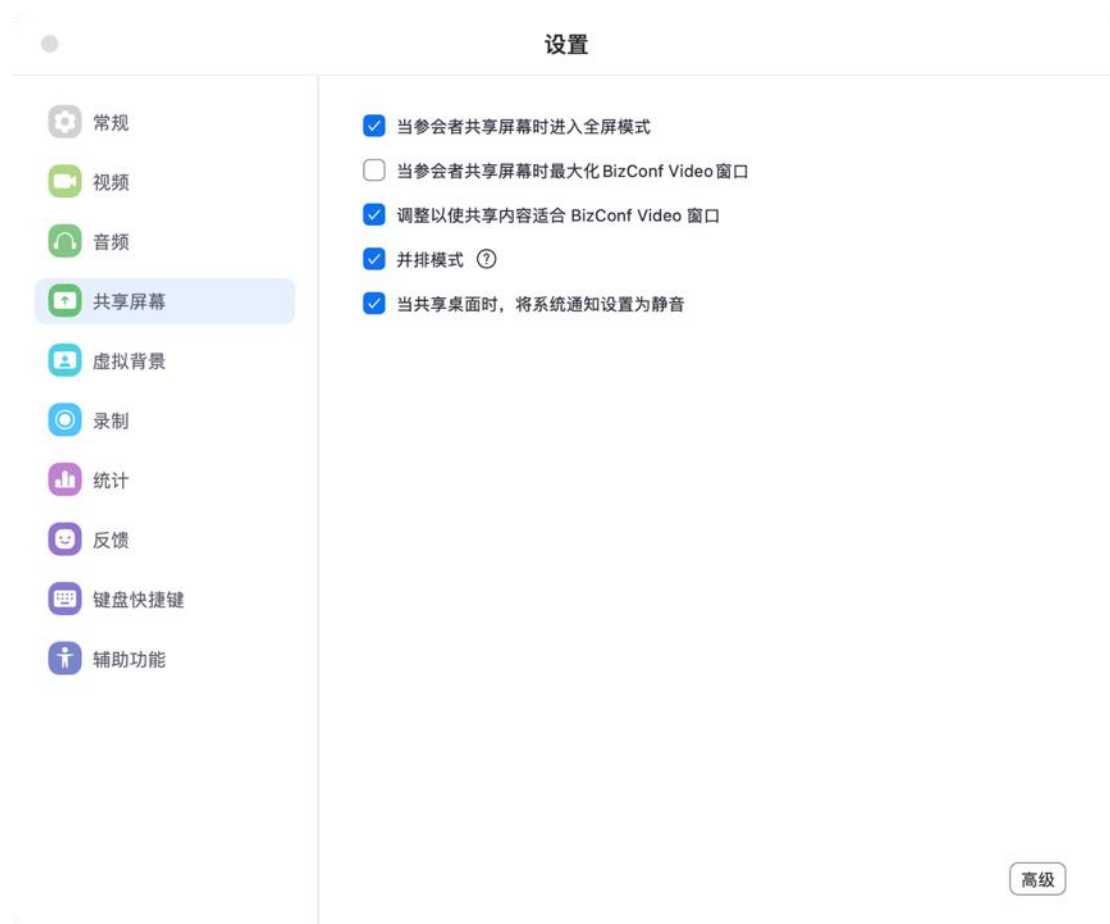 设置
常规
视频
音频
共享屏幕
虚拟背景
录制
统计
反馈
键盘快捷键
辅助功能
当参会者共享屏幕时进入全屏模式
当参会者共享屏幕时最大化BizConf Video窗口
调整以使共享内容适合 BizConf Video 窗口
并排模式 ?
当共享桌面时，将系统通知设置为静音
高级